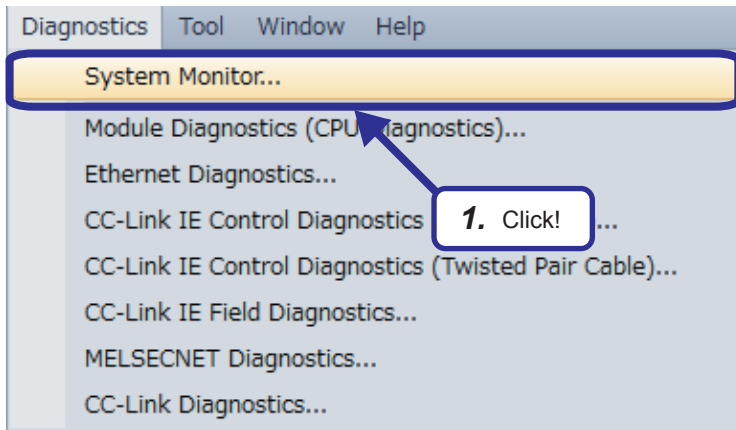 Diagnostics Tool Window Help
System Monitor...
Module Diagnostics (CPU Diagnostics)...
Ethernet Diagnostics...
CC-Link IE Control Diagnostics ...
1. Click!
CC-Link IE Control Diagnostics (Twisted Pair Cable)...
CC-Link IE Field Diagnostics...
MELSECNET Diagnostics...
CC-Link Diagnostics...